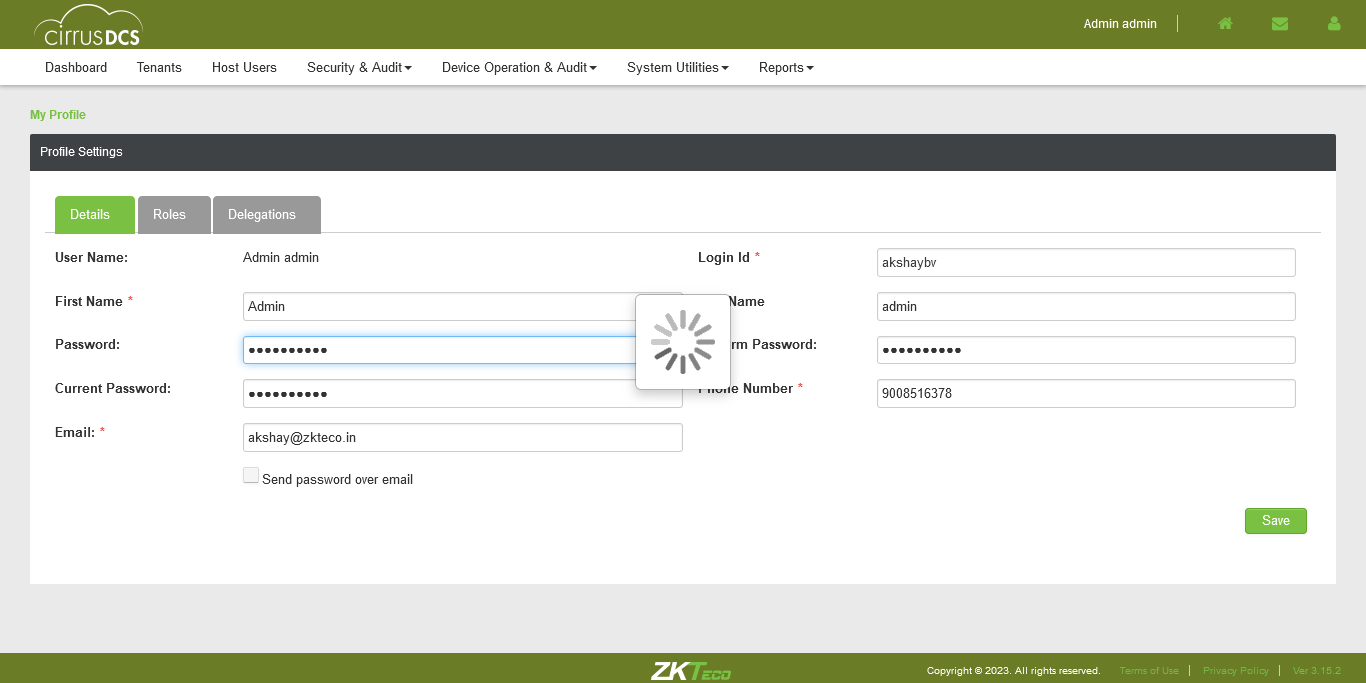 cirrusDCS
Admin admin
Dashboard Tenants Host Users Security & Audit Device Operation & Audit System Utilities Reports
My Profile
Profile Settings
Details Roles Delegations
User Name: Admin admin Login Id * akshaybv
First Name * Admin Name admin
Password: •••••••••• rm Password: ••••••••••
Current Password: •••••••••• Phone Number * 9008516378
Email: * akshay@zkteco.in
Send password over email
Save
ZKTeco Copyright © 2023. All rights reserved. Terms of Use Privacy Policy Ver 3.15.2